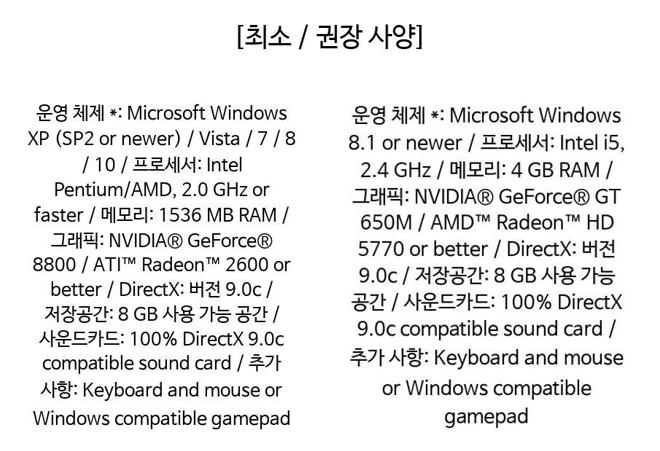 [최소 / 권장 사양]
운영 체제 *: Microsoft Windows
XP (SP2 or newer) / Vista / 7 / 8
/ 10 / 프로세서: Intel
Pentium/AMD, 2.0 GHz or
faster / 메모리: 1536 MB RAM /
그래픽: NVIDIA® GeForce®
8800 / ATI™ Radeon™ 2600 or
better / DirectX: 버전 9.0c /
저장공간: 8 GB 사용 가능 공간 /
사운드카드: 100% DirectX 9.0c
compatible sound card / 추가
사항: Keyboard and mouse or
Windows compatible gamepad
운영 체제 *: Microsoft Windows
8.1 or newer / 프로세서: Intel i5,
2.4 GHz / 메모리: 4 GB RAM /
그래픽: NVIDIA® GeForce® GT
650M / AMD™ Radeon™ HD
5770 or better / DirectX: 버전
9.0c / 저장공간: 8 GB 사용 가능
공간 / 사운드카드: 100% DirectX
9.0c compatible sound card /
추가 사항: Keyboard and mouse
or Windows compatible
gamepad